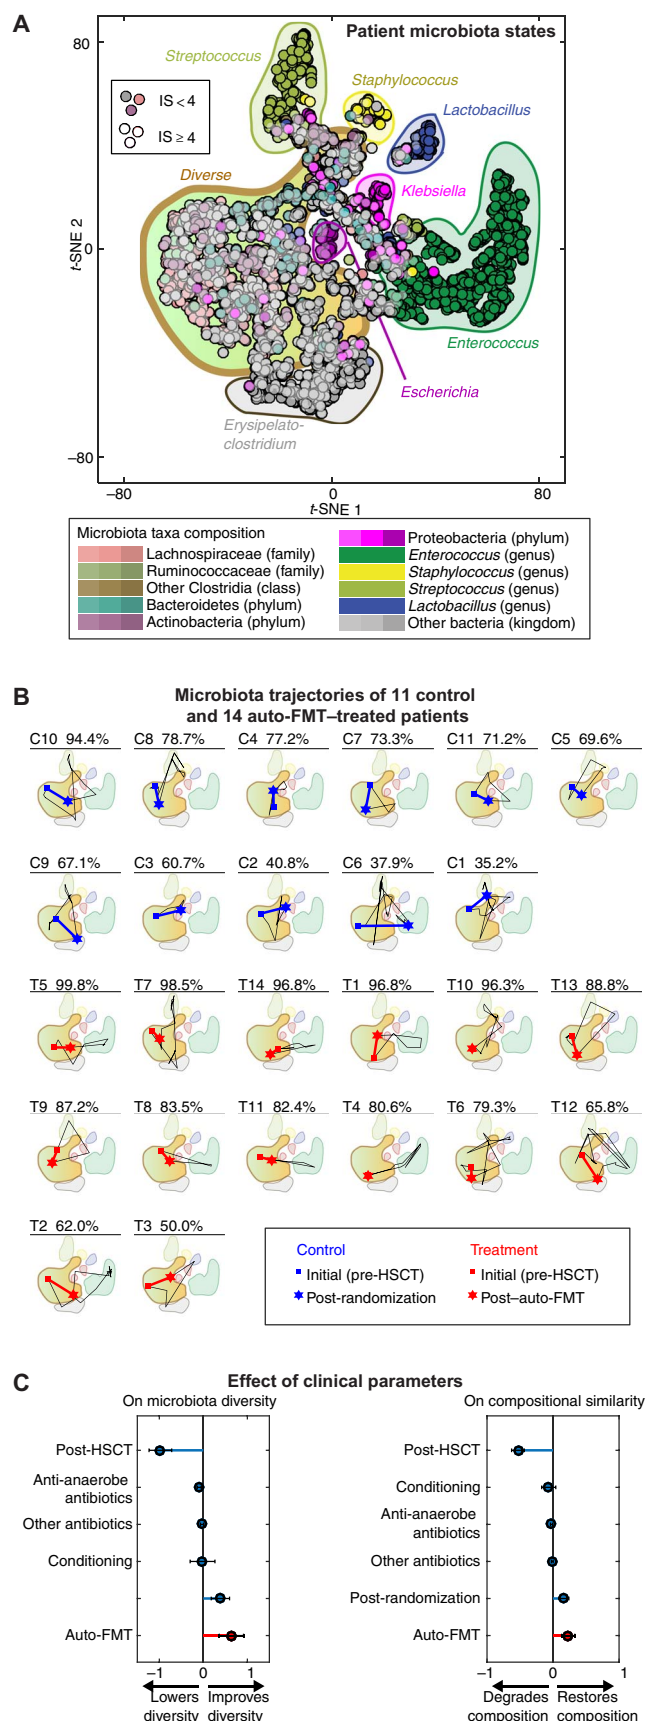 A
Patient microbiota states
80
Streptococcus
Staphylococcus
IS < 4
IS ≥ 4
Lactobacillus
Diverse
Klebsiella
t-SNE 2
0
Enterococcus
Escherichia
Erysipelato-
clostridium
−80
−80 0 80
t-SNE 1
Microbiota taxa composition
Lachnospiraceae (family)
Ruminococcaceae (family)
Other Clostridia (class)
Bacteroidetes (phylum)
Actinobacteria (phylum)
Proteobacteria (phylum)
Enterococcus (genus)
Staphylococcus (genus)
Streptococcus (genus)
Lactobacillus (genus)
Other bacteria (kingdom)
B
Microbiota trajectories of 11 control
and 14 auto-FMT–treated patients
C10 94.4% C8 78.7% C4 77.2% C7 73.3% C11 71.2% C5 69.6%
C9 67.1% C3 60.7% C2 40.8% C6 37.9% C1 35.2%
T5 99.8% T7 98.5% T14 96.8% T1 96.8% T10 96.3% T13 88.8%
T9 87.2% T8 83.5% T11 82.4% T4 80.6% T6 79.3% T12 65.8%
T2 62.0% T3 50.0%
Control
Initial (pre-HSCT)
Post-randomization
Treatment
Initial (pre-HSCT)
Post–auto-FMT
C
Effect of clinical parameters
On microbiota diversity
Post-HSCT
Anti-anaerobe
antibiotics
Other antibiotics
Conditioning
Auto-FMT
−1 0 1
Lowers
diversity
Improves
diversity
On compositional similarity
Post-HSCT
Conditioning
Anti-anaerobe
antibiotics
Other antibiotics
Post-randomization
Auto-FMT
−1 0 1
Degrades
composition
Restores
composition